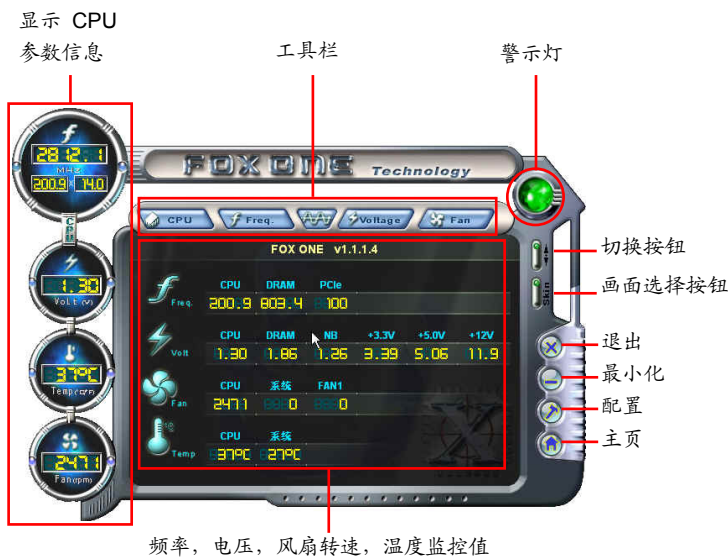 显示 CPU
参数信息
工具栏
警示灯
2812.1
MHz
200.9 14.0
CPU
1.30
Volt (V)
37℃
Temp(℃/℉)
2471
Fan(rpm)
FOX ONE Technology
CPU Freq. Voltage Fan
FOX ONE v1.1.1.4
CPU DRAM PCIe
Freq. 200.9 803.4 100
CPU DRAM NB +3.3V +5.0V +12V
Volt 1.30 1.86 1.26 3.39 5.06 11.9
CPU 系统 FAN1
Fan 2471 0 0
CPU 系统
Temp 37℃ 27℃
Skin
切换按钮
画面选择按钮
退出
最小化
配置
主页
频率，电压，风扇转速，温度监控值